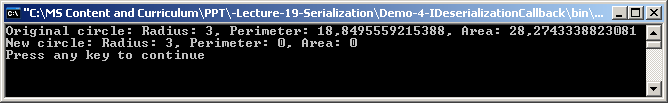 "C:\MS Content and Curriculum\PPT\-Lecture-19-Serialization\Demo-4-IDeserializationCallback\bin\...
Original circle: Radius: 3, Perimeter: 18,8495559215388, Area: 28,2743338823081
New circle: Radius: 3, Perimeter: 0, Area: 0
Press any key to continue